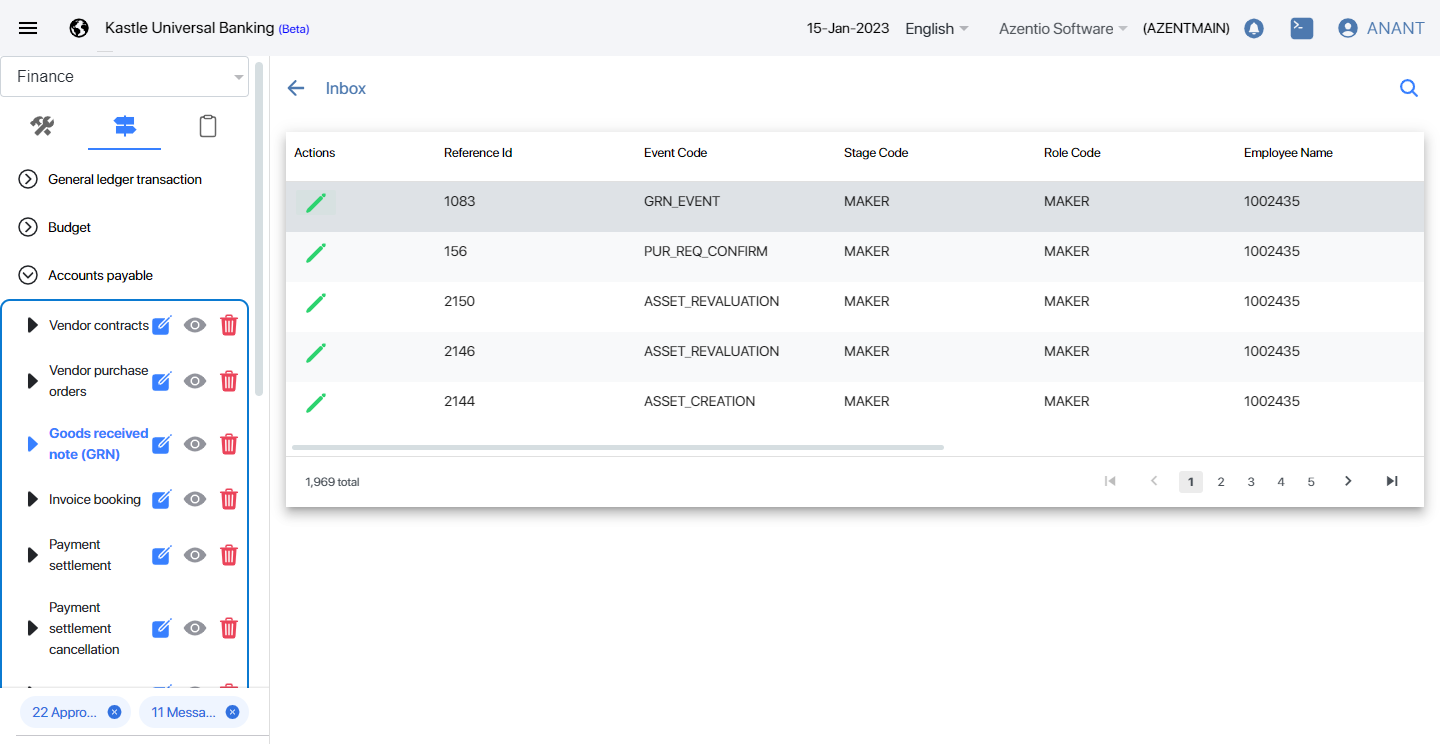 Kastle Universal Banking (Beta)
15-Jan-2023 English Azentio Software (AZENTMAIN) ANANT
Finance
General ledger transaction
Budget
Accounts payable
Vendor contracts
Vendor purchase
orders
Goods received
note (GRN)
Invoice booking
Payment
settlement
Payment
settlement
cancellation
22 Appro... 11 Messa...
Inbox
Actions Reference Id Event Code Stage Code Role Code Employee Name
1083 GRN_EVENT MAKER MAKER 1002435
156 PUR_REQ_CONFIRM MAKER MAKER 1002435
2150 ASSET_REVALUATION MAKER MAKER 1002435
2146 ASSET_REVALUATION MAKER MAKER 1002435
2144 ASSET_CREATION MAKER MAKER 1002435
1,969 total 1 2 3 4 5